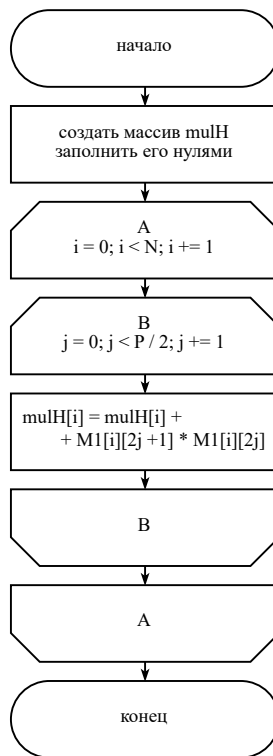 начало
создать массив mulH
заполнить его нулями
A
i = 0; i < N; i += 1
B
j = 0; j < P / 2; j += 1
mulH[i] = mulH[i] +
+ M1[i][2j +1] * M1[i][2j]
B
A
конец